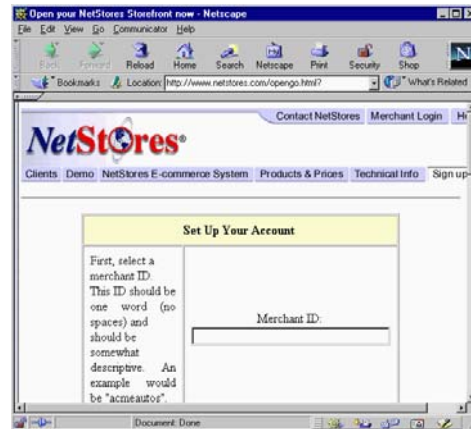 Open your NetStores Storefront now - Netscape
File Edit View Go Communicator Help
Back Forward Reload Home Search Netscape Print Security Shop
Bookmarks Location: http://www.netstores.com/opengo.html? What's Related
Contact NetStores Merchant Login
NetStores®
Clients Demo NetStores E-commerce System Products & Prices Technical Info Sign up
Set Up Your Account
First, select a
merchant ID.
This ID should be
one word (no
spaces) and
should be
somewhat
descriptive. An
example would
be "acmeautos".
Merchant ID:
Document: Done